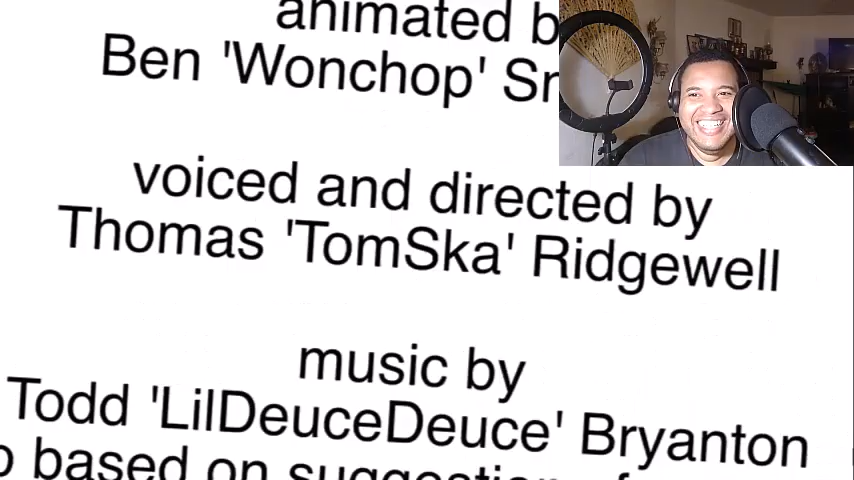 animated b
Ben 'Wonchop' Sr
voiced and directed by
Thomas 'TomSka' Ridgewell
music by
Todd 'LilDeuceDeuce' Bryanton
based on